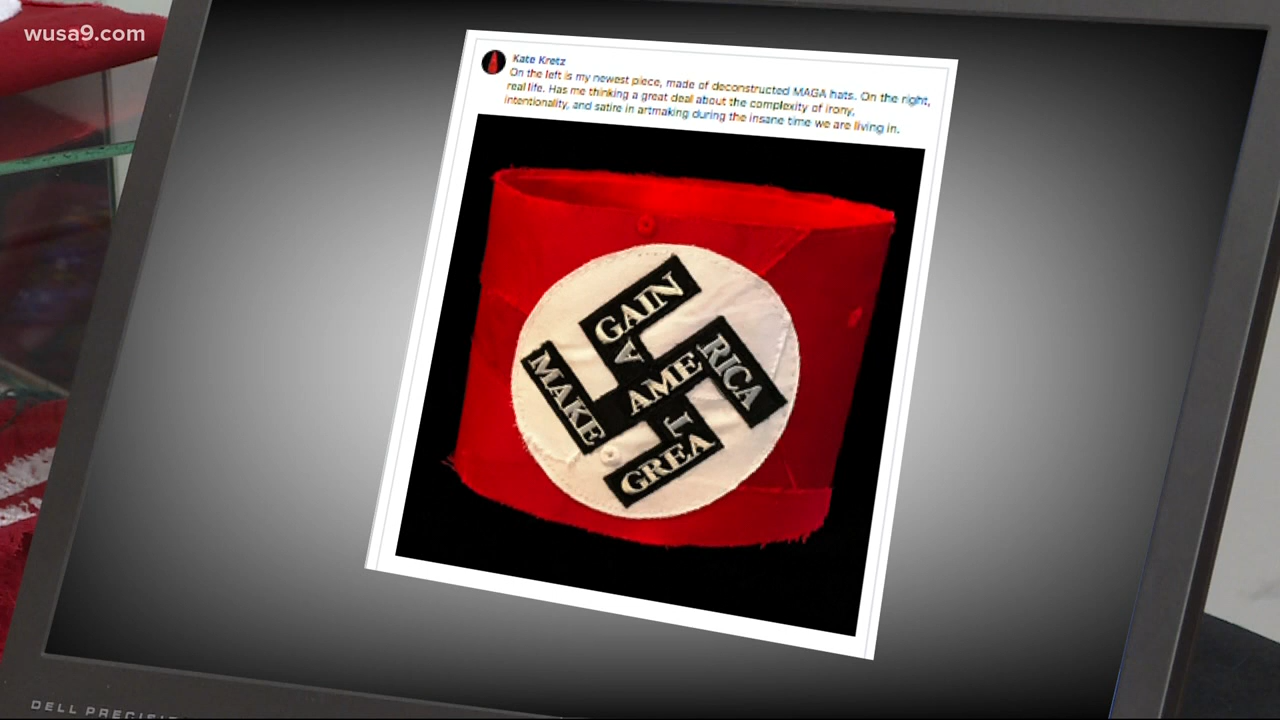 wusa9.com
Kate Kretz
On the left is my newest piece, made of deconstructed MAGA hats. On the right,
real life. Has me thinking a great deal about the complexity of irony,
intentionality, and satire in artmaking during the insane time we are living in.
GAIN
A
MAKE
AME
RICA
T
GREA
DELL